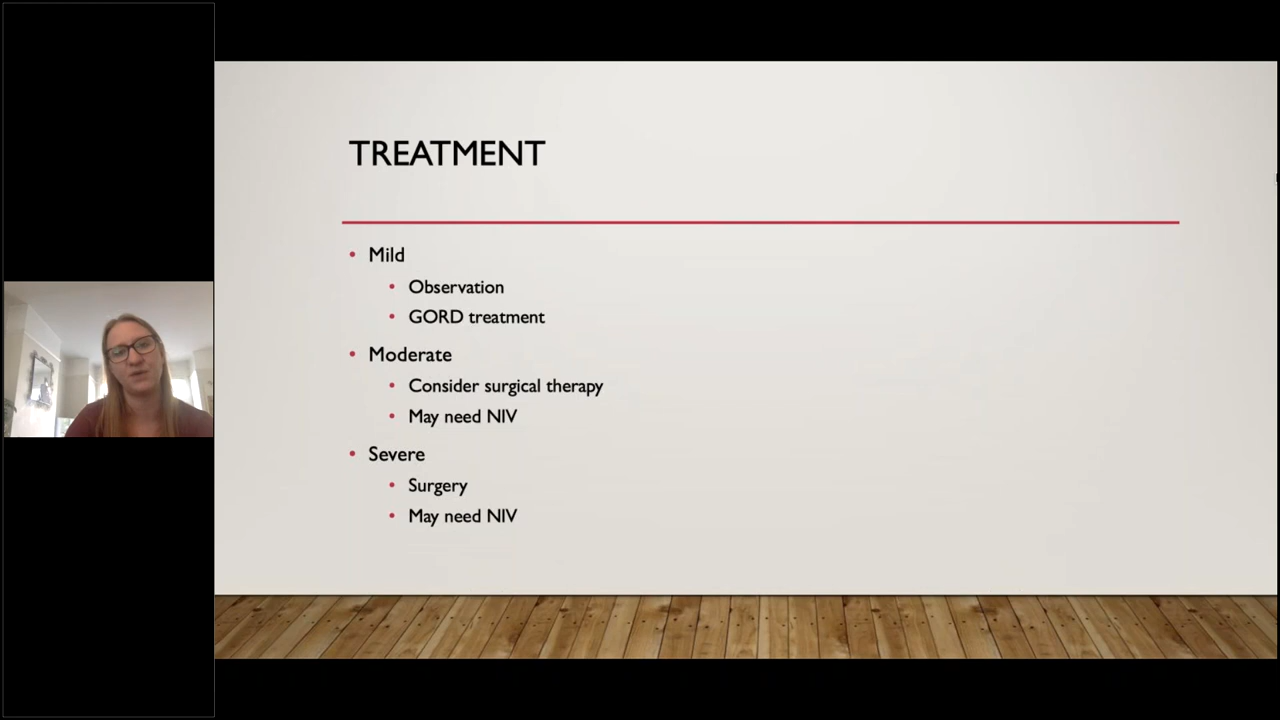 TREATMENT
• Mild
• Observation
• GORD treatment
• Moderate
• Consider surgical therapy
• May need NIV
• Severe
• Surgery
• May need NIV